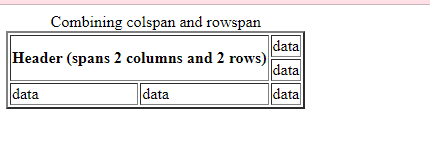 Combining colspan and rowspan
Header (spans 2 columns and 2 rows) data
data
data data data